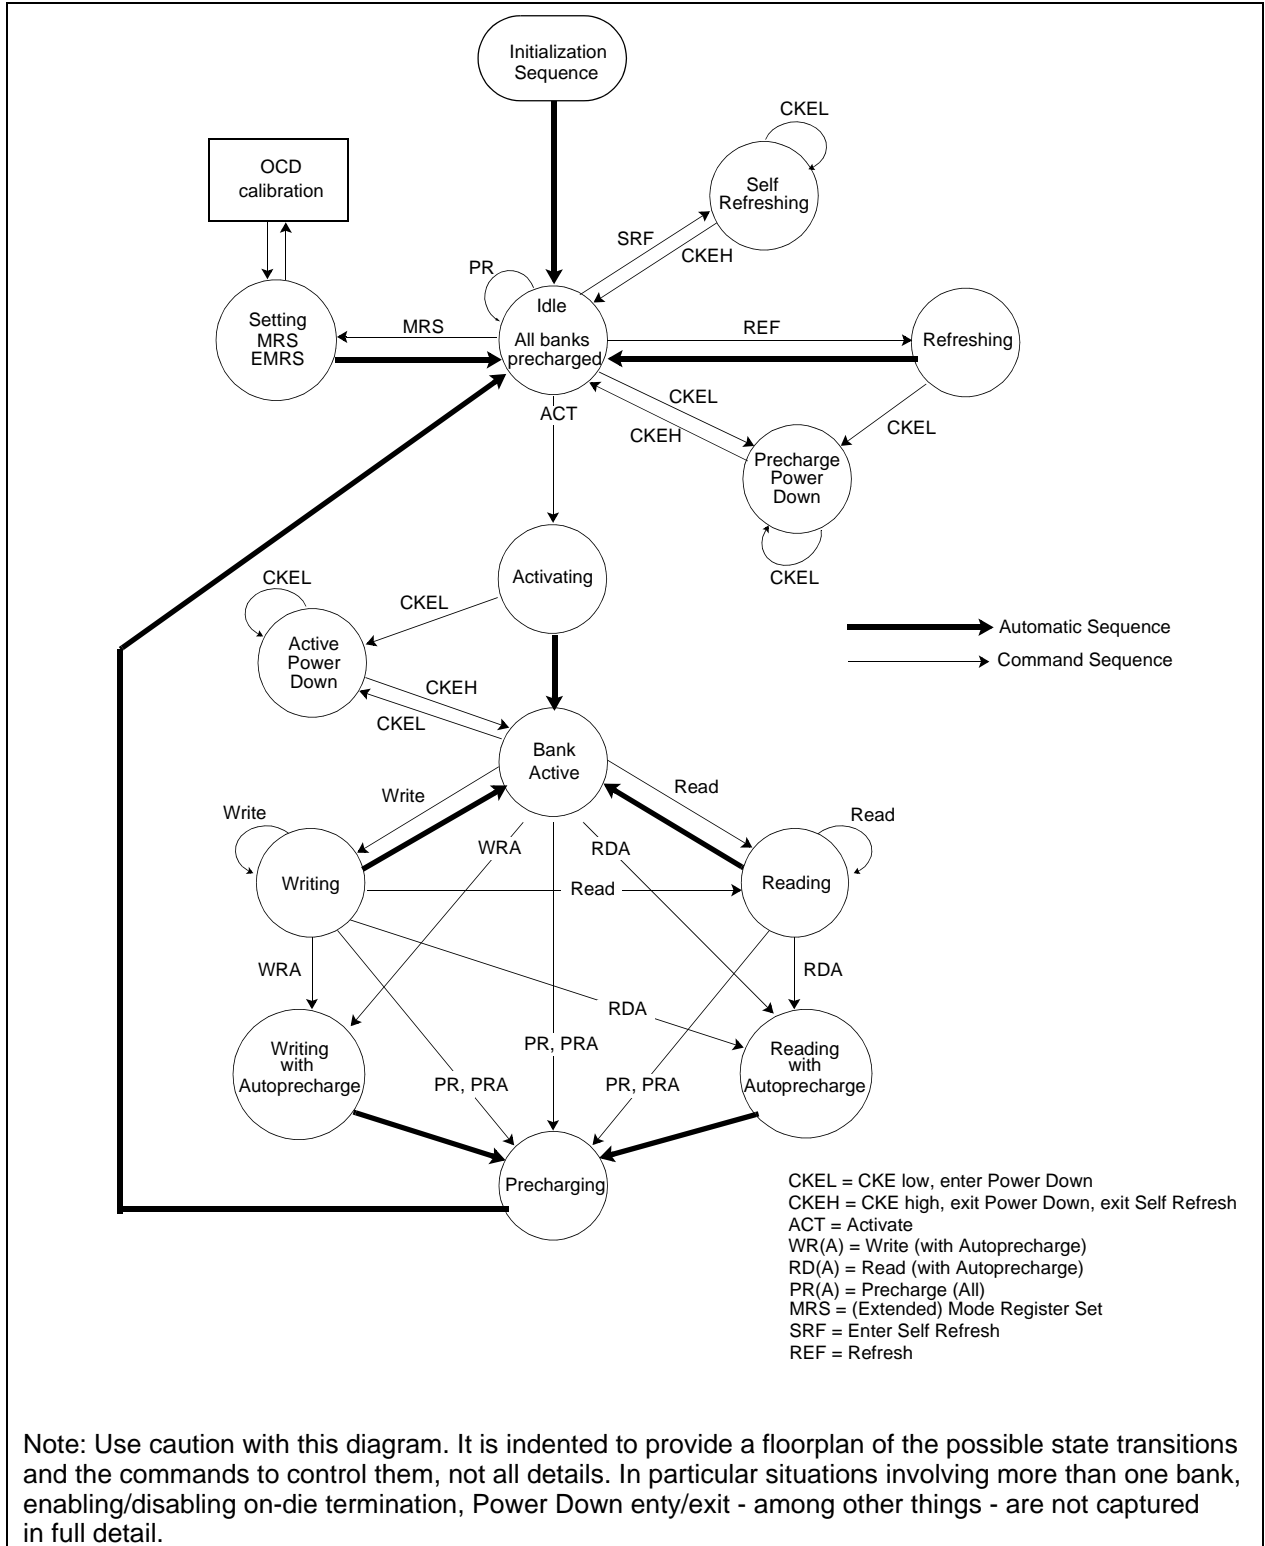 Initialization
Sequence
CKEL
OCD
calibration
Self
Refreshing
SRF
CKEH
PR
Idle
All banks
precharged
Setting
MRS
EMRS
MRS
REF
Refreshing
CKEL
CKEH
CKEL
ACT
Precharge
Power
Down
CKEL
Activating
CKEL
CKEL
Active
Power
Down
Automatic Sequence
Command Sequence
CKEH
CKEL
Bank
Active
Write
Read
Write
Read
WRA
RDA
Writing
Read
Reading
WRA
RDA
RDA
PR, PRA
Writing
with
Autoprecharge
Reading
with
Autoprecharge
PR, PRA
PR, PRA
Precharging
CKEL = CKE low, enter Power Down
CKEH = CKE high, exit Power Down, exit Self Refresh
ACT = Activate
WR(A) = Write (with Autoprecharge)
RD(A) = Read (with Autoprecharge)
PR(A) = Precharge (All)
MRS = (Extended) Mode Register Set
SRF = Enter Self Refresh
REF = Refresh
Note: Use caution with this diagram. It is indented to provide a floorplan of the possible state transitions
and the commands to control them, not all details. In particular situations involving more than one bank,
enabling/disabling on-die termination, Power Down enty/exit - among other things - are not captured
in full detail.